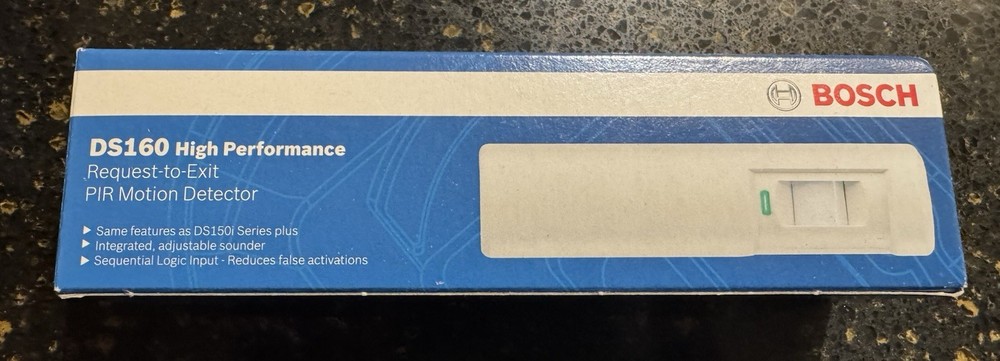 BOSCH
DS160 High Performance
Request-to-Exit
PIR Motion Detector
Same features as DS150i Series plus
Integrated, adjustable sounder
Sequential Logic Input - Reduces false activations